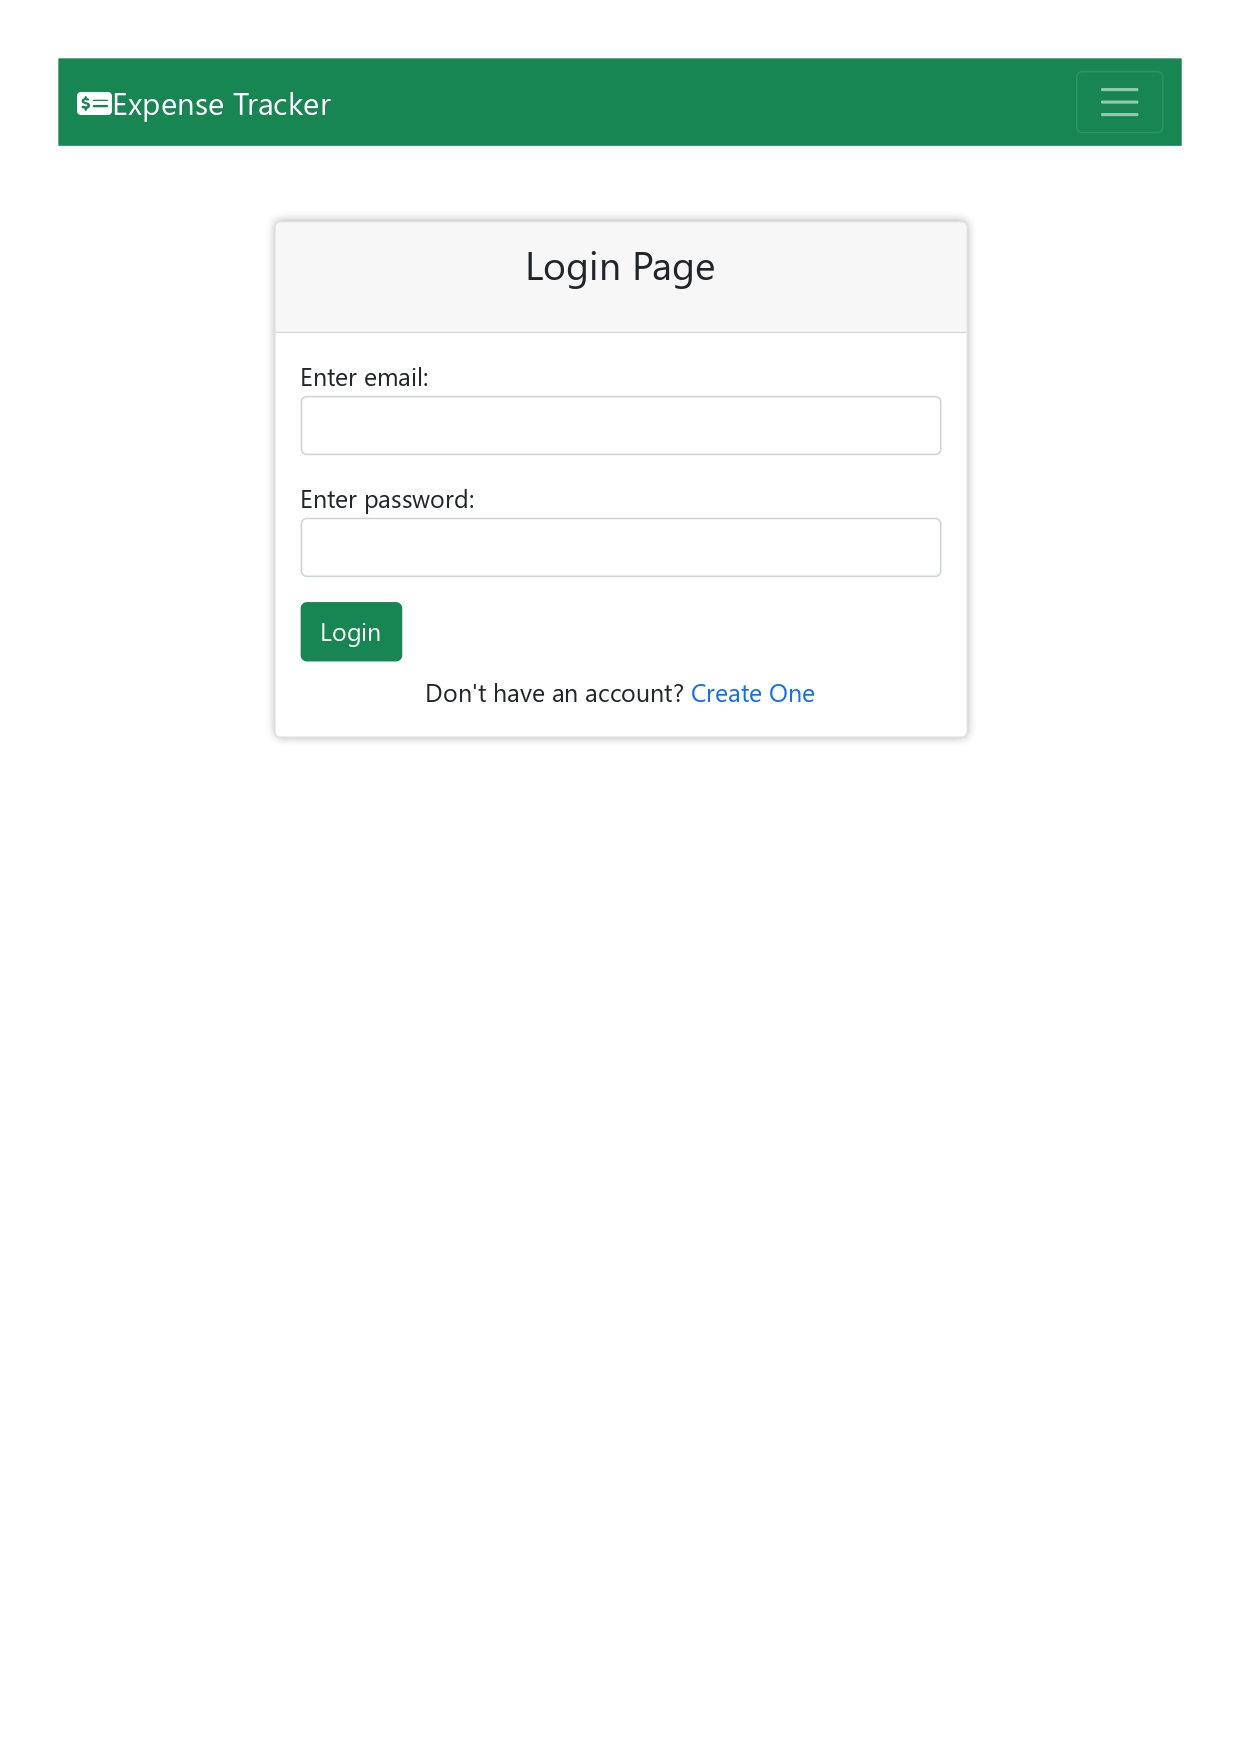 Expense Tracker
Login Page
Enter email:
Enter password:
Login
Don't have an account? Create One